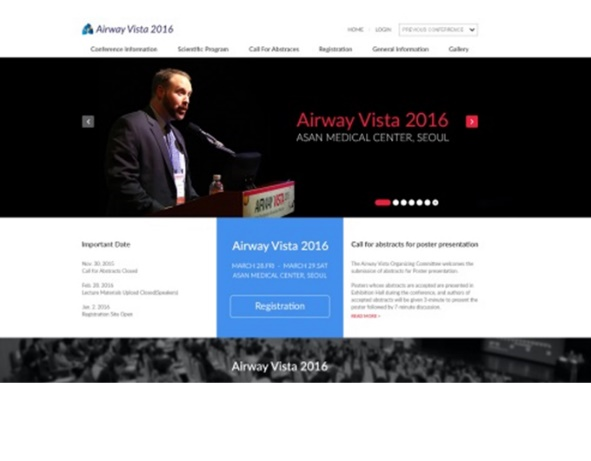 Airway Vista 2016
HOME LOGIN PREVIOUS CONFERENCE
Conference Information Scientific Program Call For Abstraces Registration General Information Gallery
Airway Vista 2016
ASAN MEDICAL CENTER, SEOUL
AIRWAY VISTA
Important Date
Nov. 30, 2015
Call For Abstracts Closed
Feb. 28, 2016
Lecture Materials Upload Closed(Speakers)
Jan. 2, 2016
Registration Site Open
Airway Vista 2016
MARCH 28.FRI - MARCH 29 SAT
ASAN MEDICAL CENTER, SEOUL
Registration
Call for abstracts for poster presentation
The Airway Vista Organizing Committee welcomes the
submission of abstracts for Poster presentation.
Posters whose abstracts are accepted are presented in
Exhibition Hall during the conference, and authors of
accepted abstracts will be given 3-minute to present the
poster followed by 7-minute discussion.
READ MORE >
Airway Vista 2016